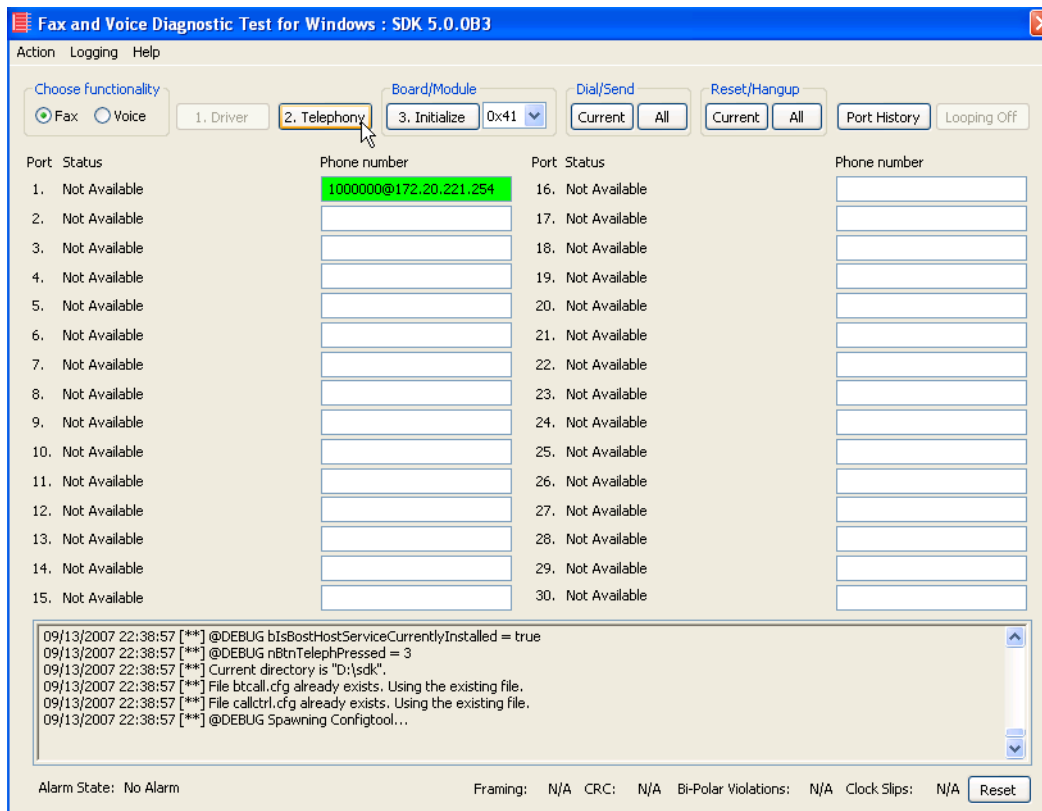 Fax and Voice Diagnostic Test for Windows : SDK 5.0.0B3
Action Logging Help
Choose functionality Board/Module Dial/Send Reset/Hangup
Fax Voice 1. Driver 2. Telephony 3. Initialize 0x41 Current All Current All Port History Looping Off
Port Status Phone number Port Status Phone number
1. Not Available 1000000@172.20.221.254 16. Not Available
2. Not Available 17. Not Available
3. Not Available 18. Not Available
4. Not Available 19. Not Available
5. Not Available 20. Not Available
6. Not Available 21. Not Available
7. Not Available 22. Not Available
8. Not Available 23. Not Available
9. Not Available 24. Not Available
10. Not Available 25. Not Available
11. Not Available 26. Not Available
12. Not Available 27. Not Available
13. Not Available 28. Not Available
14. Not Available 29. Not Available
15. Not Available 30. Not Available
09/13/2007 22:38:57 [**] @DEBUG bIsBostHostServiceCurrentlyInstalled = true
09/13/2007 22:38:57 [**] @DEBUG nBtnTelephPressed = 3
09/13/2007 22:38:57 [**] Current directory is "D:\sdk".
09/13/2007 22:38:57 [**] File btcall.cfg already exists. Using the existing file.
09/13/2007 22:38:57 [**] File callctrl.cfg already exists. Using the existing file.
09/13/2007 22:38:57 [**] @DEBUG Spawning Configtool...
Alarm State: No Alarm Framing: N/A CRC: N/A Bi-Polar Violations: N/A Clock Slips: N/A Reset